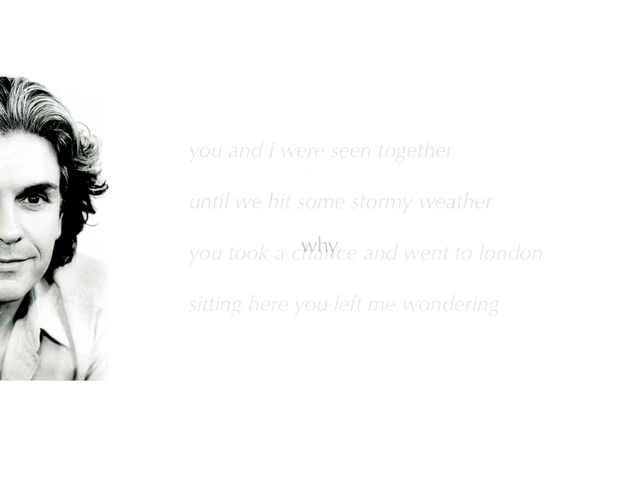 you and i were seen together
until we hit some stormy weather
why
you took a chance and went to london
sitting here you left me wondering